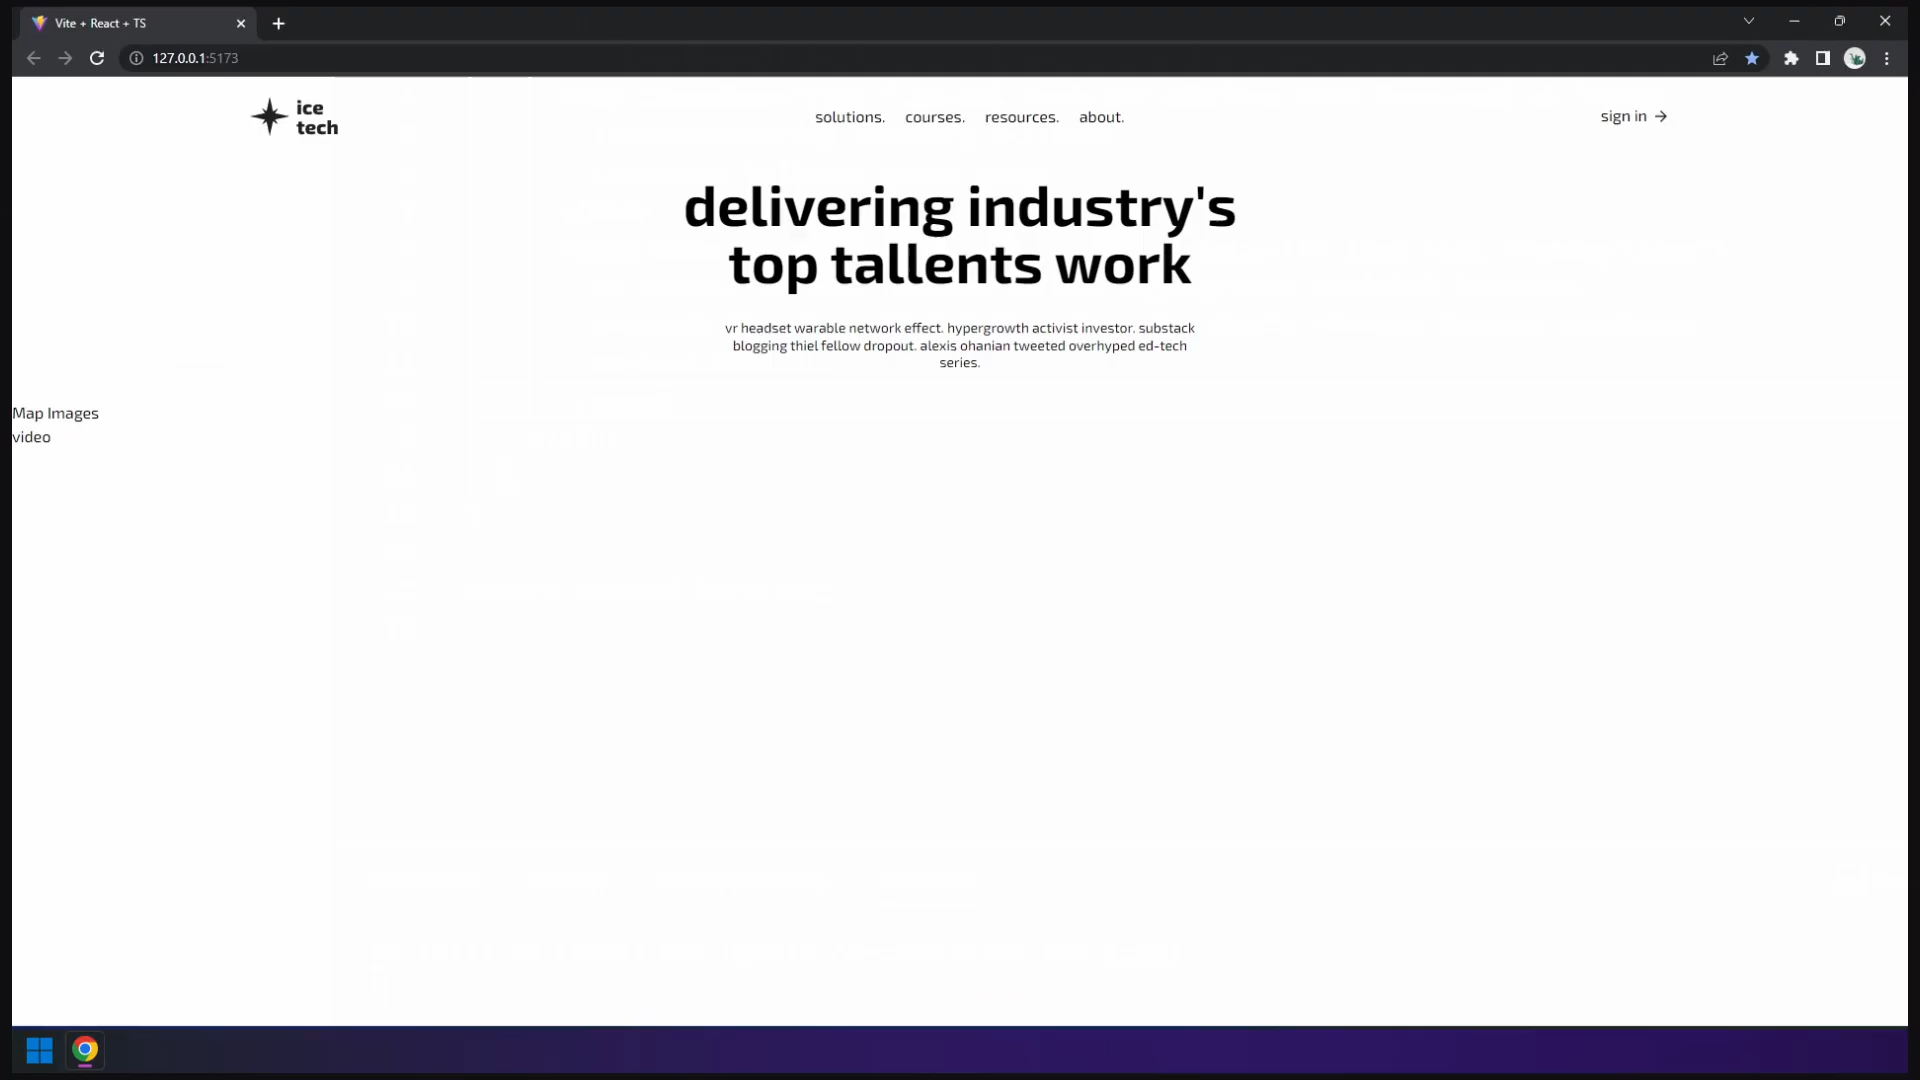 Vite + React + TS
127.0.0.1:5173
ice
tech
solutions. courses. resources. about.
sign in →
delivering industry's
top tallents work
vr headset warable network effect. hypergrowth activist investor. substack
blogging thiel fellow dropout. alexis ohanian tweeted overhyped ed-tech
series.
Map Images
video